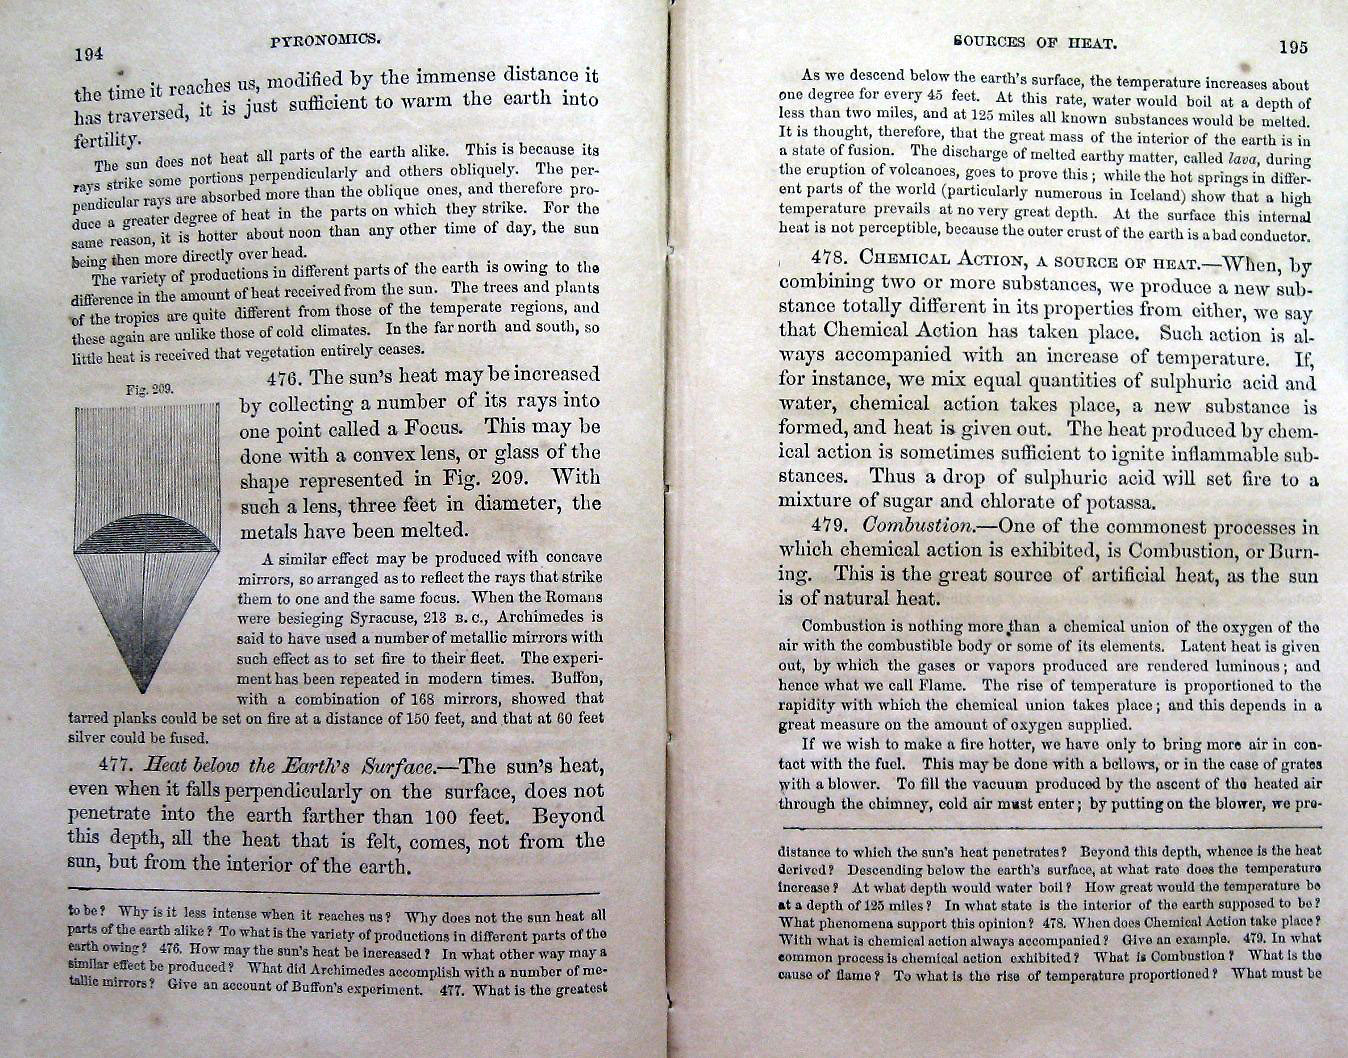 194
PYRONOMICS.
the time it reaches us, modified by the immense distance it
has traversed, it is just sufficient to warm the earth into
fertility.
The sun does not heat all parts of the earth alike. This is because its
rays strike some portions perpendicularly and others obliquely. The per-
pendicular rays are absorbed more than the oblique ones, and therefore pro-
duce a greater degree of heat in the parts on which they strike. For the
same reason, it is hotter about noon than any other time of day, the sun
being then more directly over head.
The variety of productions in different parts of the earth is owing to the
difference in the amount of heat received from the sun. The trees and plants
of the tropics are quite different from those of the temperate regions, and
these again are unlike those of cold climates. In the far north and south, so
little heat is received that vegetation entirely ceases.
Fig. 209.
476. The sun's heat may be increased
by collecting a number of its rays into
one point called a Focus. This may be
done with a convex lens, or glass of the
shape represented in Fig. 209. With
such a lens, three feet in diameter, the
metals have been melted.
A similar effect may be produced with concave
mirrors, so arranged as to reflect the rays that strike
them to one and the same focus. When the Romans
were besieging Syracuse, 213 B. C., Archimedes is
said to have used a number of metallic mirrors with
such effect as to set fire to their fleet. The experi-
ment has been repeated in modern times. Buffon,
with a combination of 168 mirrors, showed that
tarred planks could be set on fire at a distance of 150 feet, and that at 60 feet
silver could be fused.
477. Heat below the Earth's Surface.—The sun's heat,
even when it falls perpendicularly on the surface, does not
penetrate into the earth farther than 100 feet. Beyond
this depth, all the heat that is felt, comes, not from the
sun, but from the interior of the earth.
to be? Why is it less intense when it reaches us? Why does not the sun heat all
parts of the earth alike? To what is the variety of productions in different parts of the
earth owing? 476. How may the sun's heat be increased? In what other way may a
similar effect be produced? What did Archimedes accomplish with a number of me-
tallic mirrors? Give an account of Buffon's experiment. 477. What is the greatest
SOURCES OF HEAT.
195
As we descend below the earth's surface, the temperature increases about
one degree for every 45 feet. At this rate, water would boil at a depth of
less than two miles, and at 125 miles all known substances would be melted.
It is thought, therefore, that the great mass of the interior of the earth is in
a state of fusion. The discharge of melted earthy matter, called lava, during
the eruption of volcanoes, goes to prove this; while the hot springs in differ-
ent parts of the world (particularly numerous in Iceland) show that a high
temperature prevails at no very great depth. At the surface this internal
heat is not perceptible, because the outer crust of the earth is a bad conductor.
478. CHEMICAL ACTION, A SOURCE OF HEAT.—When, by
combining two or more substances, we produce a new sub-
stance totally different in its properties from either, we say
that Chemical Action has taken place. Such action is al-
ways accompanied with an increase of temperature. If,
for instance, we mix equal quantities of sulphuric acid and
water, chemical action takes place, a new substance is
formed, and heat is given out. The heat produced by chem-
ical action is sometimes sufficient to ignite inflammable sub-
stances. Thus a drop of sulphuric acid will set fire to a
mixture of sugar and chlorate of potassa.
479. Combustion.—One of the commonest processes in
which chemical action is exhibited, is Combustion, or Burn-
ing. This is the great source of artificial heat, as the sun
is of natural heat.
Combustion is nothing more than a chemical union of the oxygen of the
air with the combustible body or some of its elements. Latent heat is given
out, by which the gases or vapors produced are rendered luminous; and
hence what we call Flame. The rise of temperature is proportioned to the
rapidity with which the chemical union takes place; and this depends in a
great measure on the amount of oxygen supplied.
If we wish to make a fire hotter, we have only to bring more air in con-
tact with the fuel. This may be done with a bellows, or in the case of grates
with a blower. To fill the vacuum produced by the ascent of the heated air
through the chimney, cold air must enter; by putting on the blower, we pre-
distance to which the sun's heat penetrates? Beyond this depth, whence is the heat
derived? Descending below the earth's surface, at what rate does the temperature
increase? At what depth would water boil? How great would the temperature be
at a depth of 125 miles? In what state is the interior of the earth supposed to be?
What phenomena support this opinion? 478. When does Chemical Action take place?
With what is chemical action always accompanied? Give an example. 479. In what
common process is chemical action exhibited? What is Combustion? What is the
cause of flame? To what is the rise of temperature proportioned? What must be